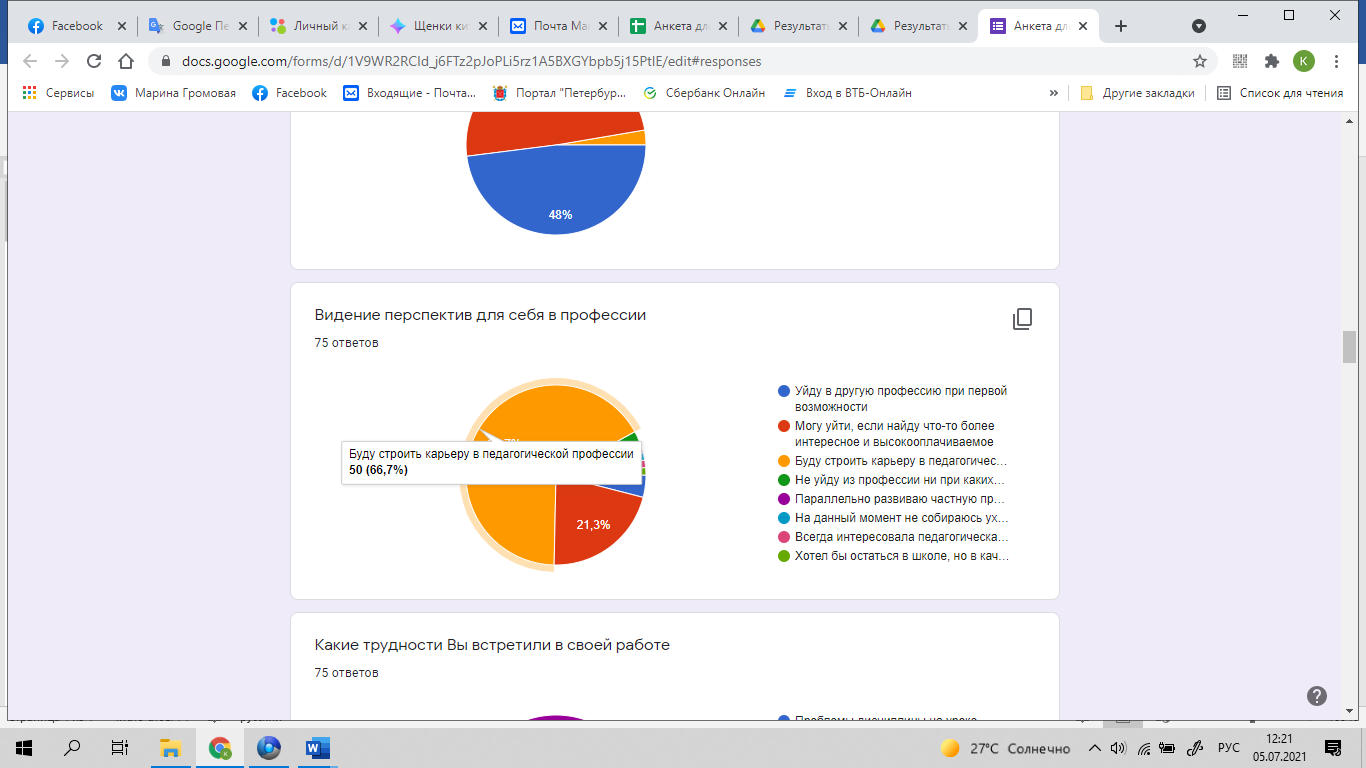 Facebook
Google Пе
Личный ка
Щенки ки
Почта Mai
Анкета дл
Результат
Результат
Анкета дл
docs.google.com/forms/d/1V9WR2RCId_j6FTz2pJoPLi5rz1A5BXGYbpb5j15PtIE/edit#responses
K
Сервисы
Марина Громовая
Facebook
Входящие - Почта...
Портал "Петербур...
Сбербанк Онлайн
Вход в ВТБ-Онлайн
»
Другие закладки
Список для чтения
48%
Видение перспектив для себя в профессии
75 ответов
Буду строить карьеру в педагогической профессии
50 (66,7%)
21,3%
Уйду в другую профессию при первой
возможности
Могу уйти, если найду что-то более
интересное и высокооплачиваемое
Буду строить карьеру в педагогичес...
Не уйду из профессии ни при каких...
Параллельно развиваю частную пр...
На данный момент не собираюсь ух...
Всегда интересовала педагогическа...
Хотел бы остаться в школе, но в кач...
Какие трудности Вы встретили в своей работе
75 ответов
27°C Солнечно
РУС
12:21
05.07.2021